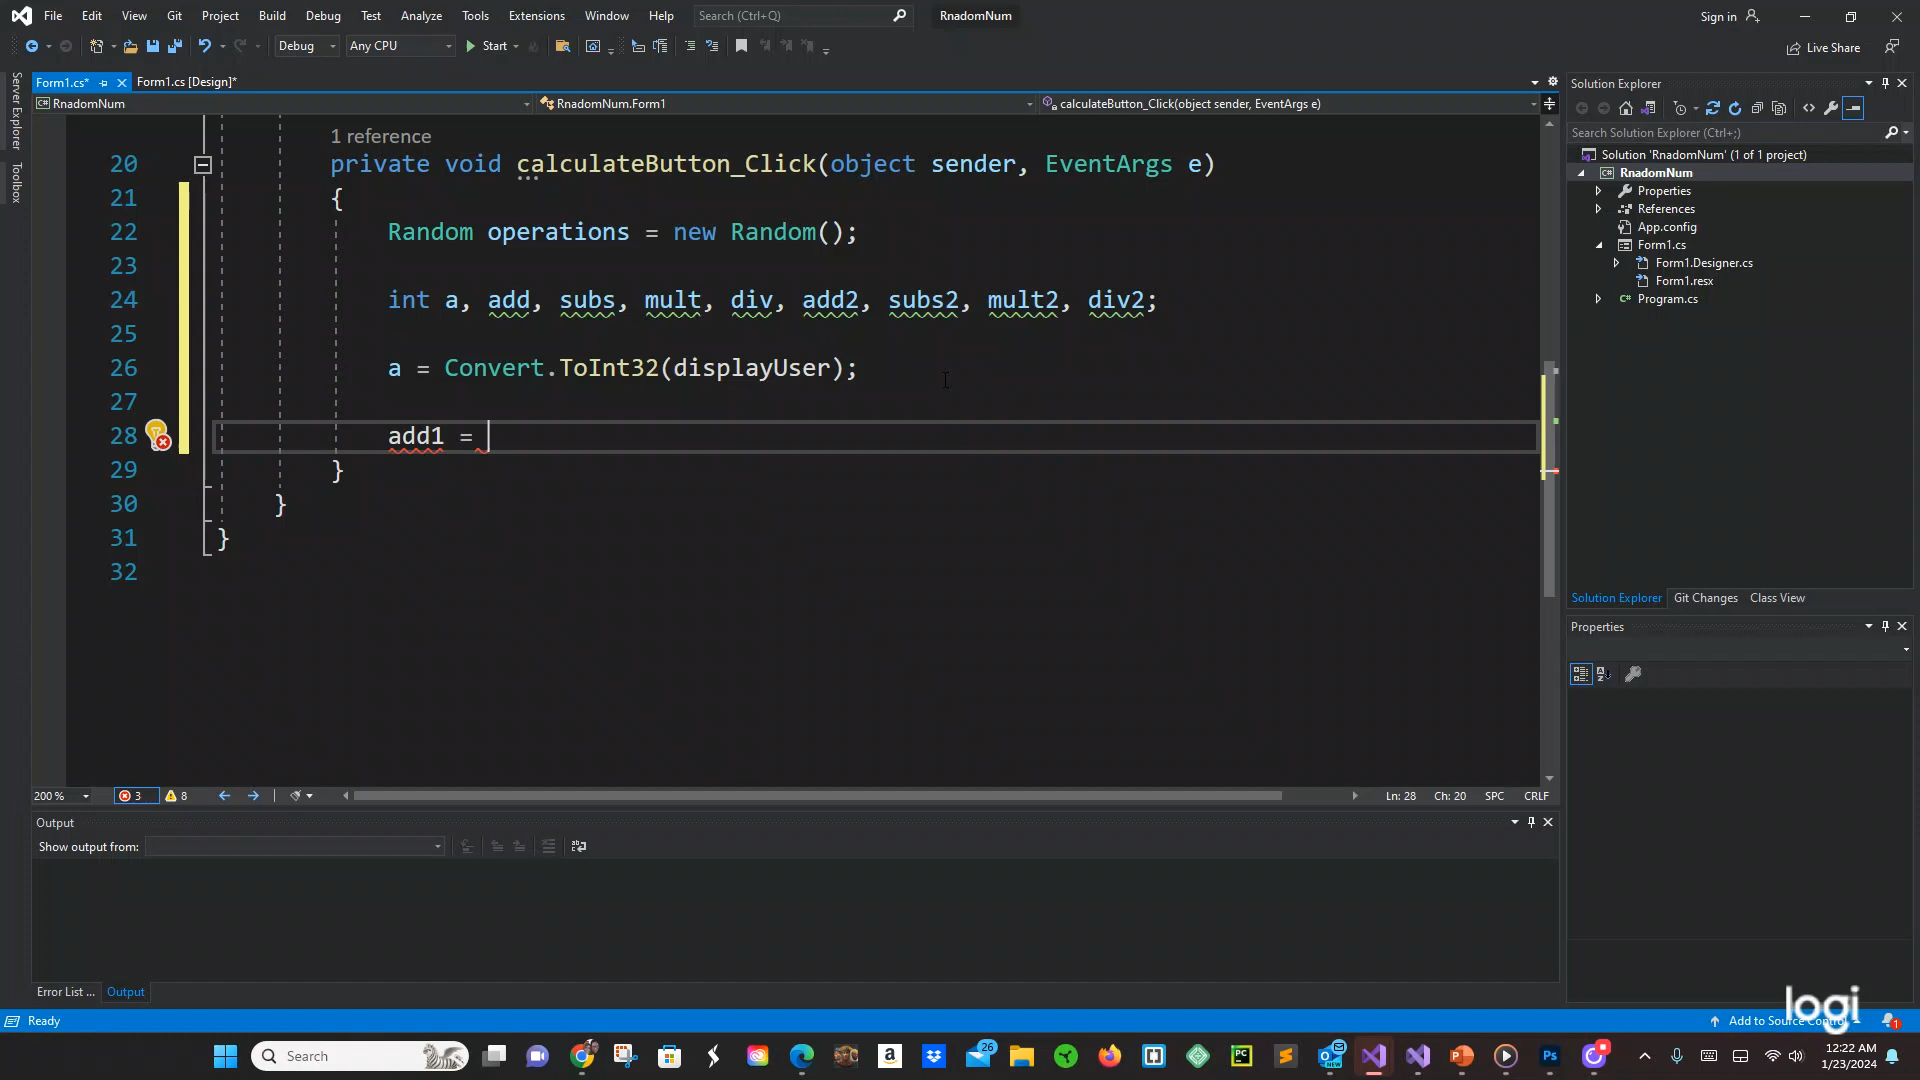 File Edit View Git Project Build Debug Test Analyze Tools Extensions Window Help Search (Ctrl+Q) RnadomNum Sign in
Debug Any CPU Start Live Share
Form1.cs* Form1.cs [Design]*
RnadomNum RnadomNum.Form1 calculateButton_Click(object sender, EventArgs e)
Server Explorer
Toolbox
1 reference
20 private void calculateButton_Click(object sender, EventArgs e)
21 {
22 Random operations = new Random();
23
24 int a, add, subs, mult, div, add2, subs2, mult2, div2;
25
26 a = Convert.ToInt32(displayUser);
27
28 add1 =
29 }
30 }
31 }
32
200 % 3 8 Ln: 28 Ch: 20 SPC CRLF
Output
Show output from:
Error List ... Output
Solution Explorer
Search Solution Explorer (Ctrl+;)
Solution 'RnadomNum' (1 of 1 project)
RnadomNum
Properties
References
App.config
Form1.cs
Form1.Designer.cs
Form1.resx
Program.cs
Solution Explorer Git Changes Class View
Properties
logi
Ready Add to Source Control 1
Search 26 12:22 AM
1/23/2024